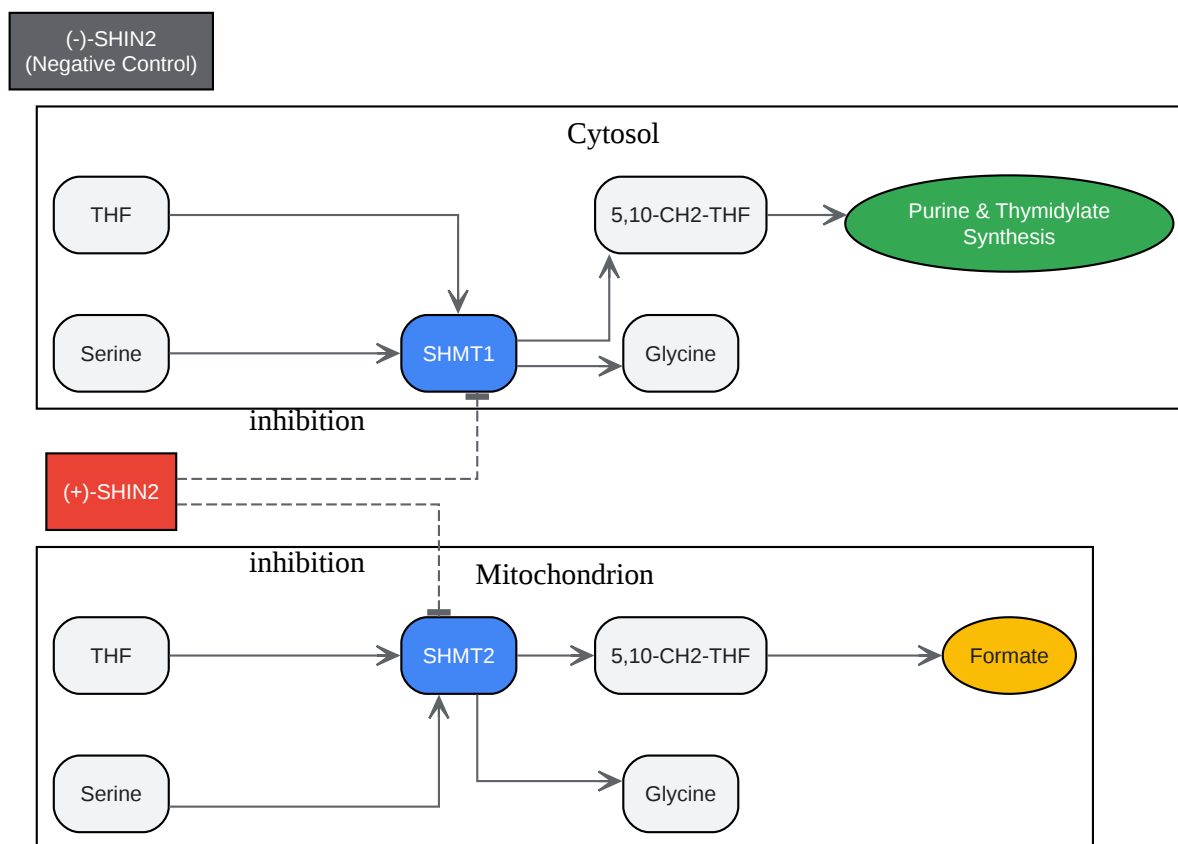 (-)-SHIN2
(Negative Control)
Cytosol
THF
5,10-CH2-THF
Purine & Thymidylate
Synthesis
Serine
SHMT1
Glycine
inhibition
(+)-SHIN2
inhibition
Mitochondrion
THF
SHMT2
5,10-CH2-THF
Formate
Serine
Glycine